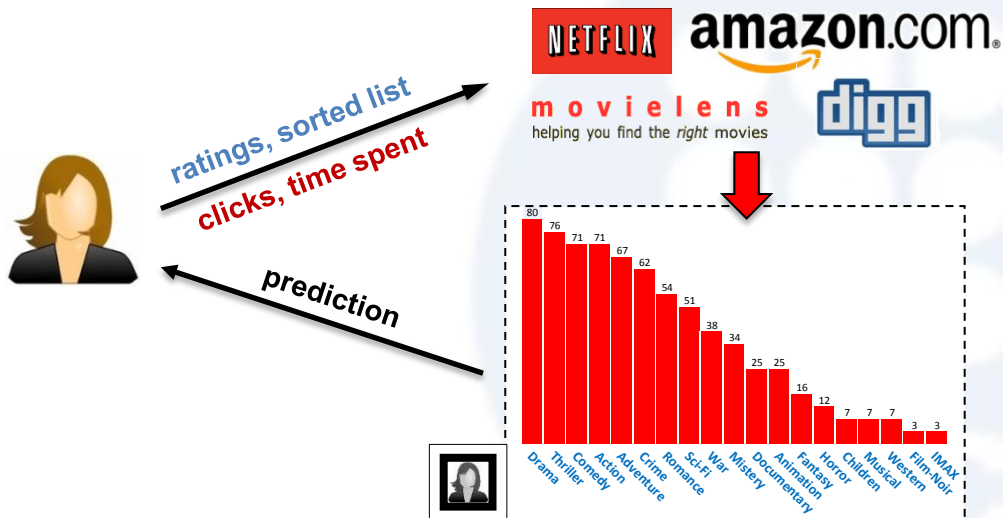 NETFLIX
amazon.com®
ratings, sorted list
clicks, time spent
movielens
helping you find the right movies
digg
prediction
80
76
71
71
67
62
54
51
38
34
25
25
16
12
7
7
7
3
3
Drama
Thriller
Comedy
Action
Adventure
Crime
Romance
Sci-Fi
War
Mistery
Documentary
Animation
Fantasy
Horror
Children
Musical
Western
Film-Noir
IMAX